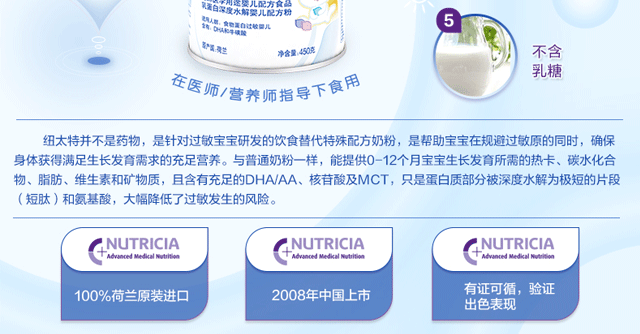 医学用途婴儿配方食品
乳蛋白深度水解婴儿配方粉
适用人群：食物蛋白过敏婴儿
含有：DHA和牛磺酸
原产国：荷兰
净含量：450克
在医师/营养师指导下食用
5
不含
乳糖
纽太特并不是药物，是针对过敏宝宝研发的饮食替代特殊配方奶粉，是帮助宝宝在规避过敏原的同时，确保
身体获得满足生长发育需求的充足营养。与普通奶粉一样，能提供0-12个月宝宝生长发育所需的热卡、碳水化合
物、脂肪、维生素和矿物质，且含有充足的DHA/AA、核苷酸及MCT，只是蛋白质部分被深度水解为极短的片段
（短肽）和氨基酸，大幅降低了过敏发生的风险。
NUTRICIA
Advanced Medical Nutrition
100%荷兰原装进口
NUTRICIA
Advanced Medical Nutrition
2008年中国上市
NUTRICIA
Advanced Medical Nutrition
有证可循，验证
出色表现